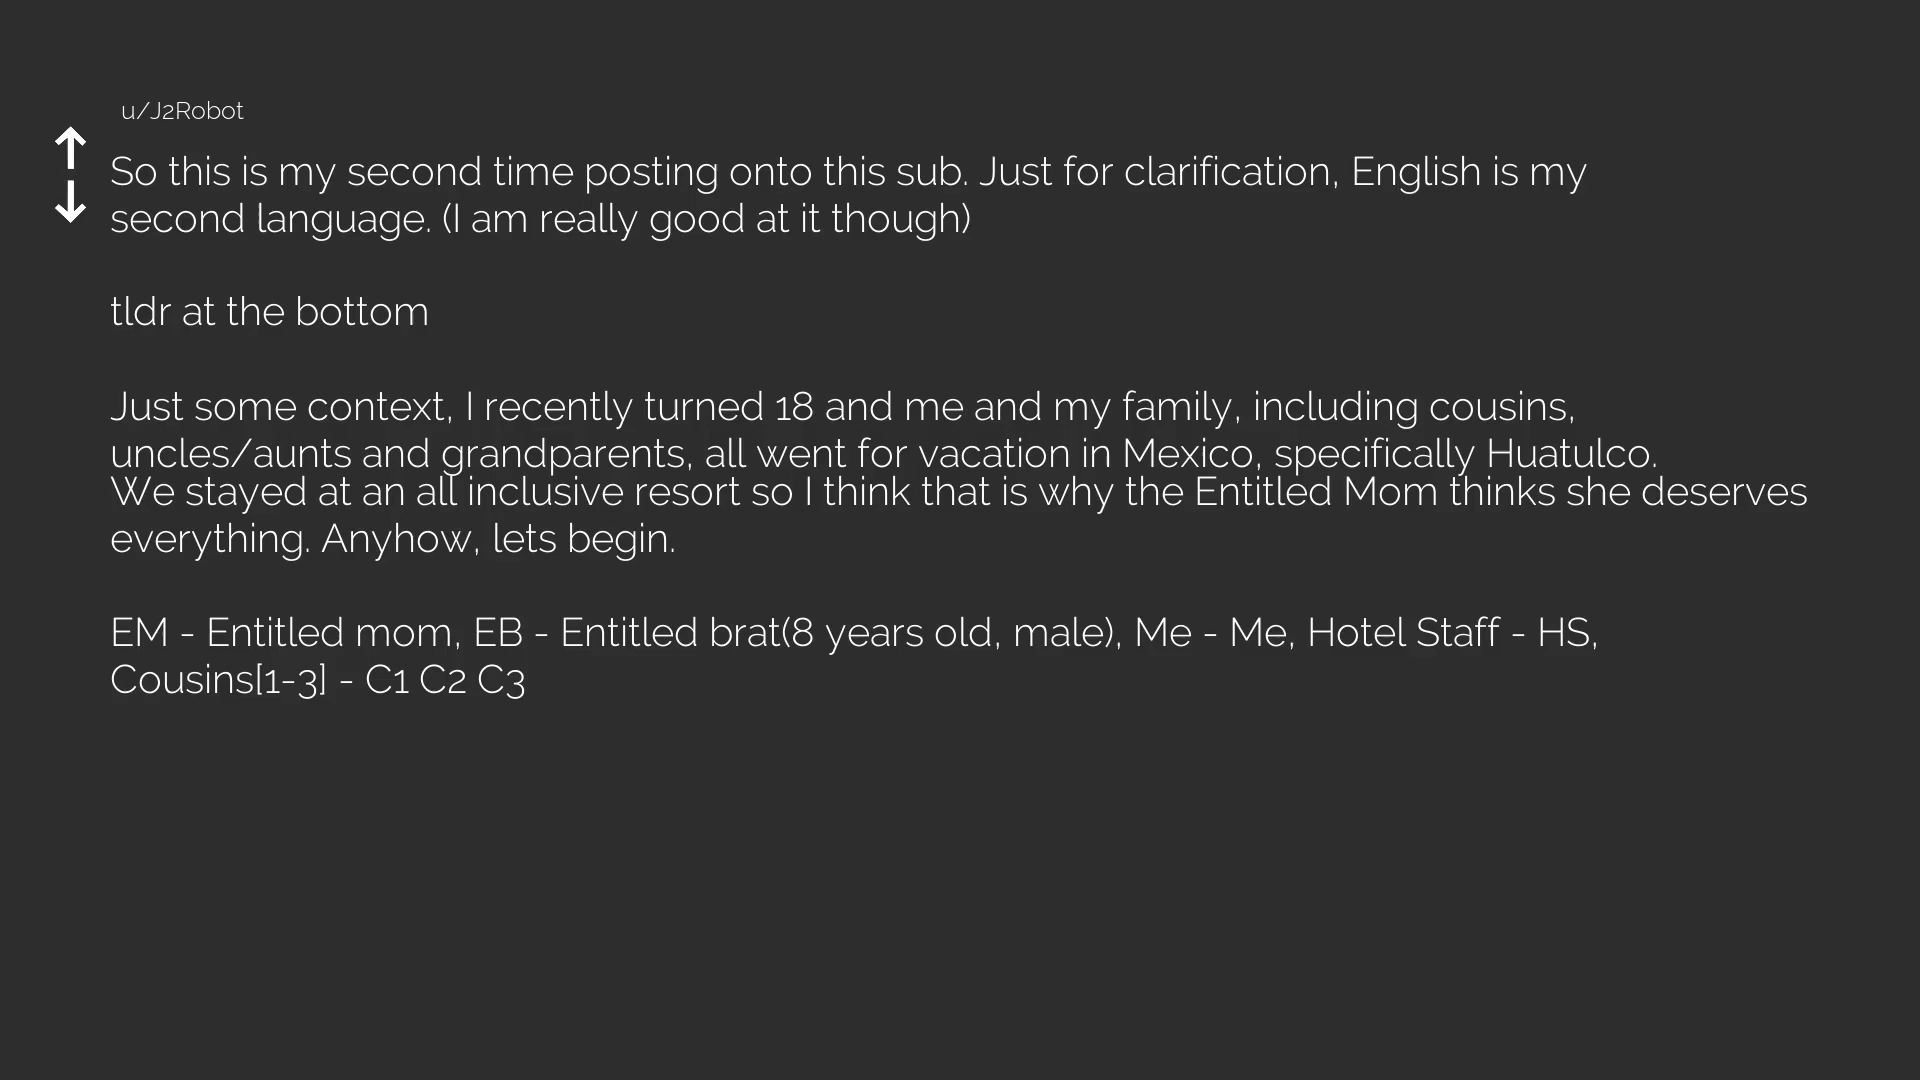 u/J2Robot
So this is my second time posting onto this sub. Just for clarification, English is my
second language. (I am really good at it though)
tldr at the bottom
Just some context, I recently turned 18 and me and my family, including cousins,
uncles/aunts and grandparents, all went for vacation in Mexico, specifically Huatulco.
We stayed at an all inclusive resort so I think that is why the Entitled Mom thinks she deserves
everything. Anyhow, lets begin.
EM - Entitled mom, EB - Entitled brat(8 years old, male), Me - Me, Hotel Staff - HS,
Cousins[1-3] - C1 C2 C3